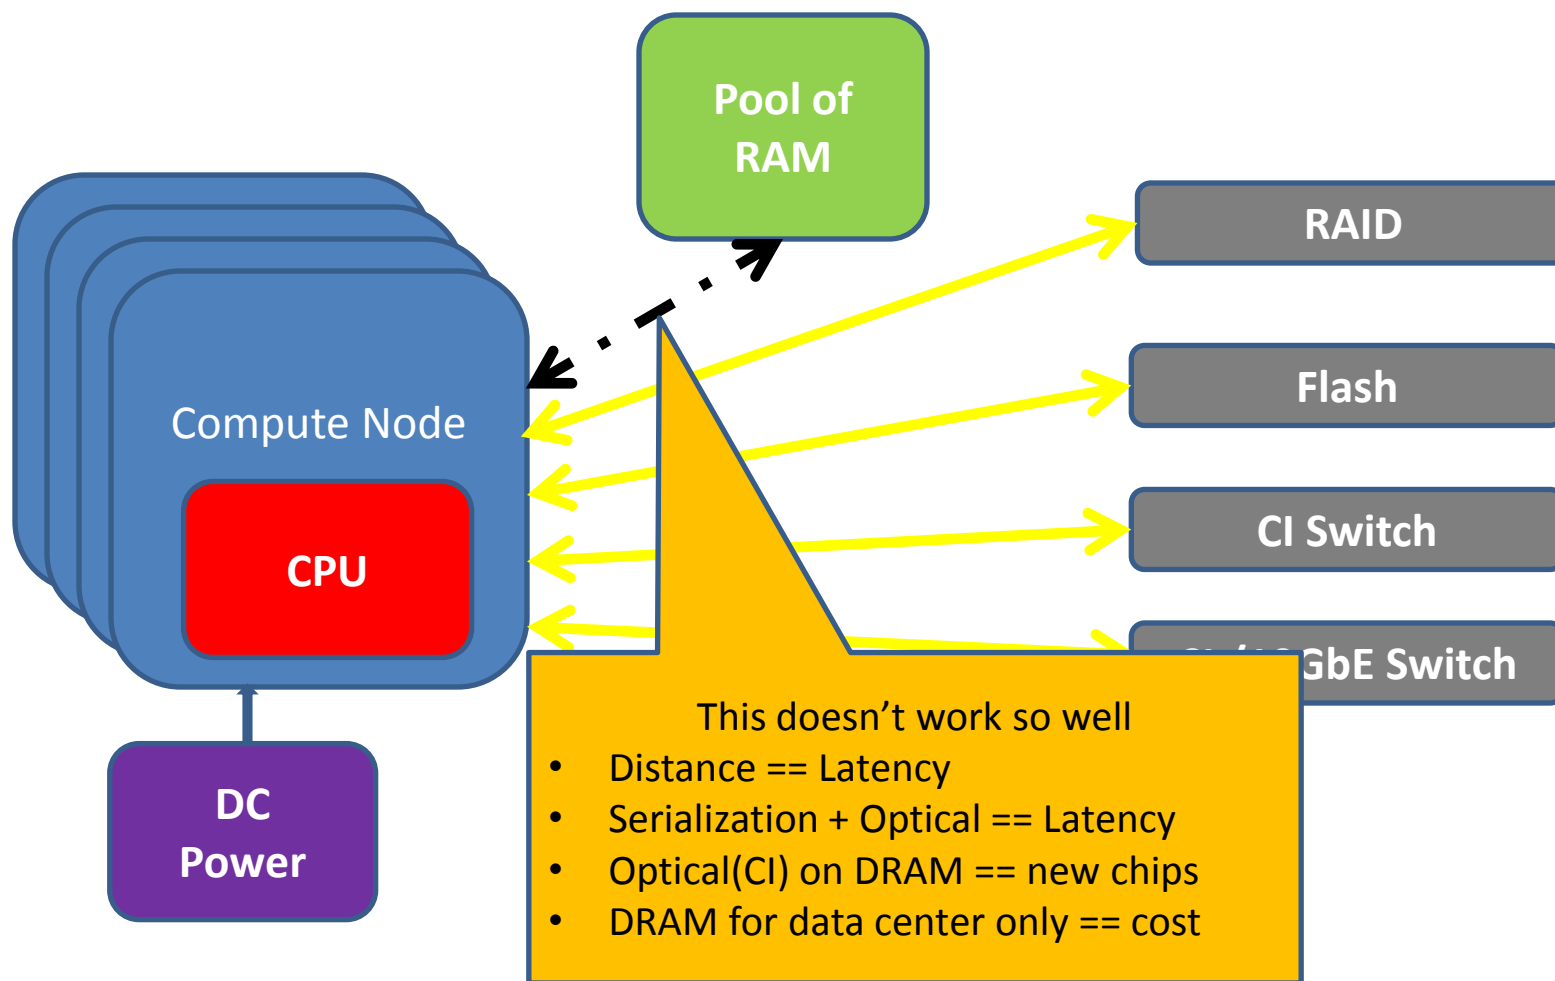 Pool of
RAM
RAID
Flash
Compute Node
CI Switch
CPU
GbE Switch
This doesn’t work so well
• Distance == Latency
• Serialization + Optical == Latency
• Optical(CI) on DRAM == new chips
• DRAM for data center only == cost
DC
Power